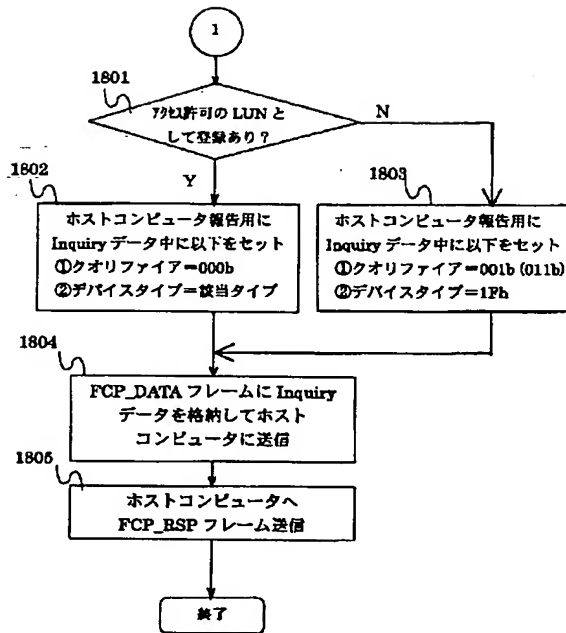 1
1801
ｱｸｾｽ許可の LUN と
して登録あり？
N
Y
1802
ホストコンピュータ報告用に
Inquiry データ中に以下をセット
①クオリファイア＝000b
②デバイスタイプ＝該当タイプ
1803
ホストコンピュータ報告用に
Inquiry データ中に以下をセット
①クオリファイア＝001b (011b)
②デバイスタイプ＝1Fh
1804
FCP_DATA フレームに Inquiry
データを格納してホスト
コンピュータに送信
1805
ホストコンピュータへ
FCP_RSP フレーム送信
終了